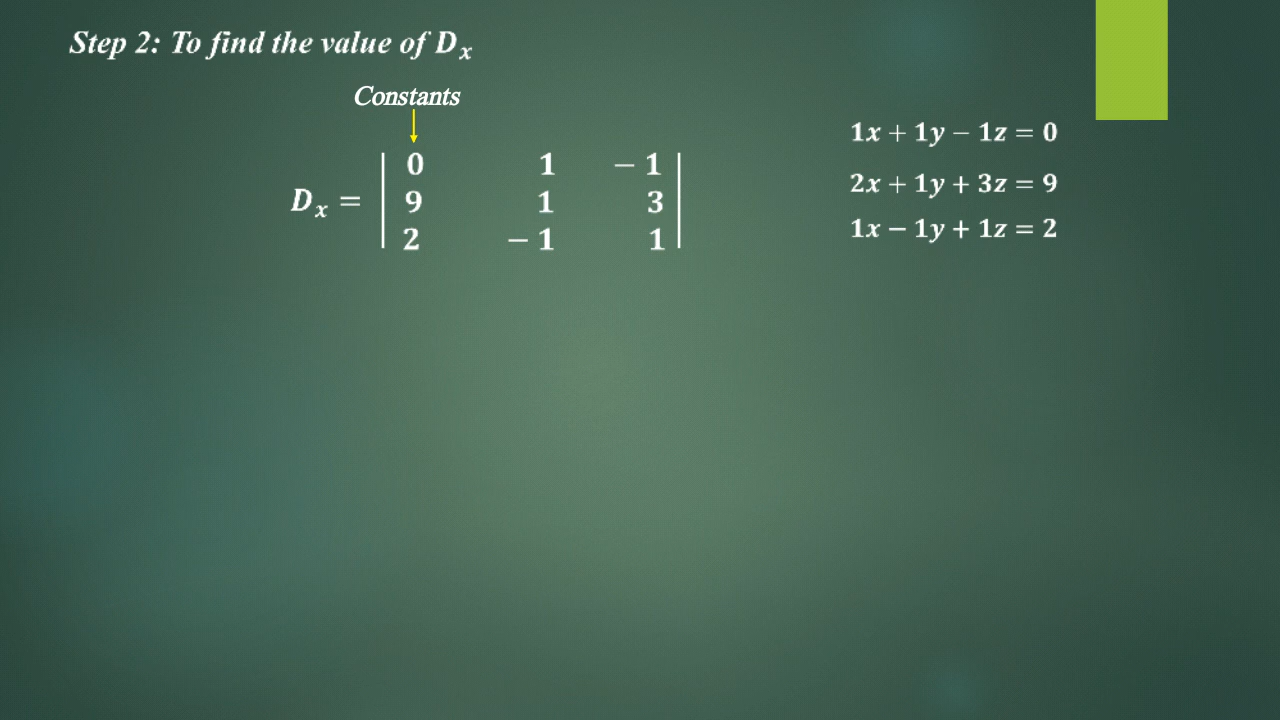 Step 2: To find the value of Dₓ
Constants
Dₓ = | 0 1 − 1 |
| 9 1 3 |
| 2 − 1 1 |
1x + 1y − 1z = 0
2x + 1y + 3z = 9
1x − 1y + 1z = 2